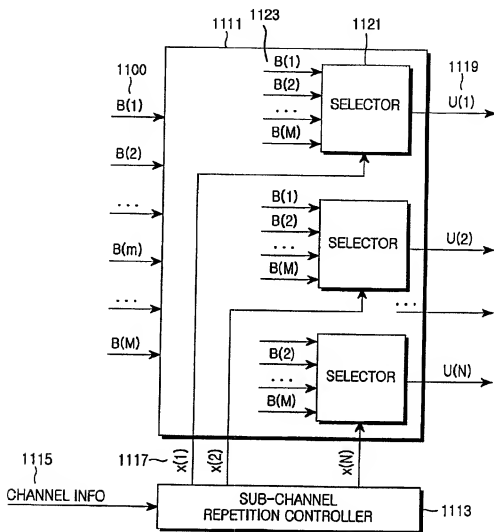 1111
1123
1121
1100
1119
B(1)
B(2)
...
B(m)
...
B(M)
B(1)
B(2)
...
B(M)
SELECTOR
U(1)
B(1)
B(2)
...
B(M)
SELECTOR
U(2)
...
B(2)
...
B(M)
SELECTOR
U(N)
1117
x(1)
x(2)
x(N)
1115
CHANNEL INFO
SUB-CHANNEL
REPETITION CONTROLLER
1113